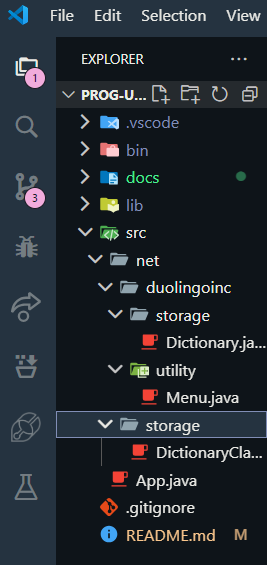 File Edit Selection View
EXPLORER
PROG-U...
1
.vscode
bin
docs
3
lib
src
net
duolingoinc
storage
Dictionary.ja...
utility
Menu.java
storage
DictionaryCla...
App.java
.gitignore
README.md M